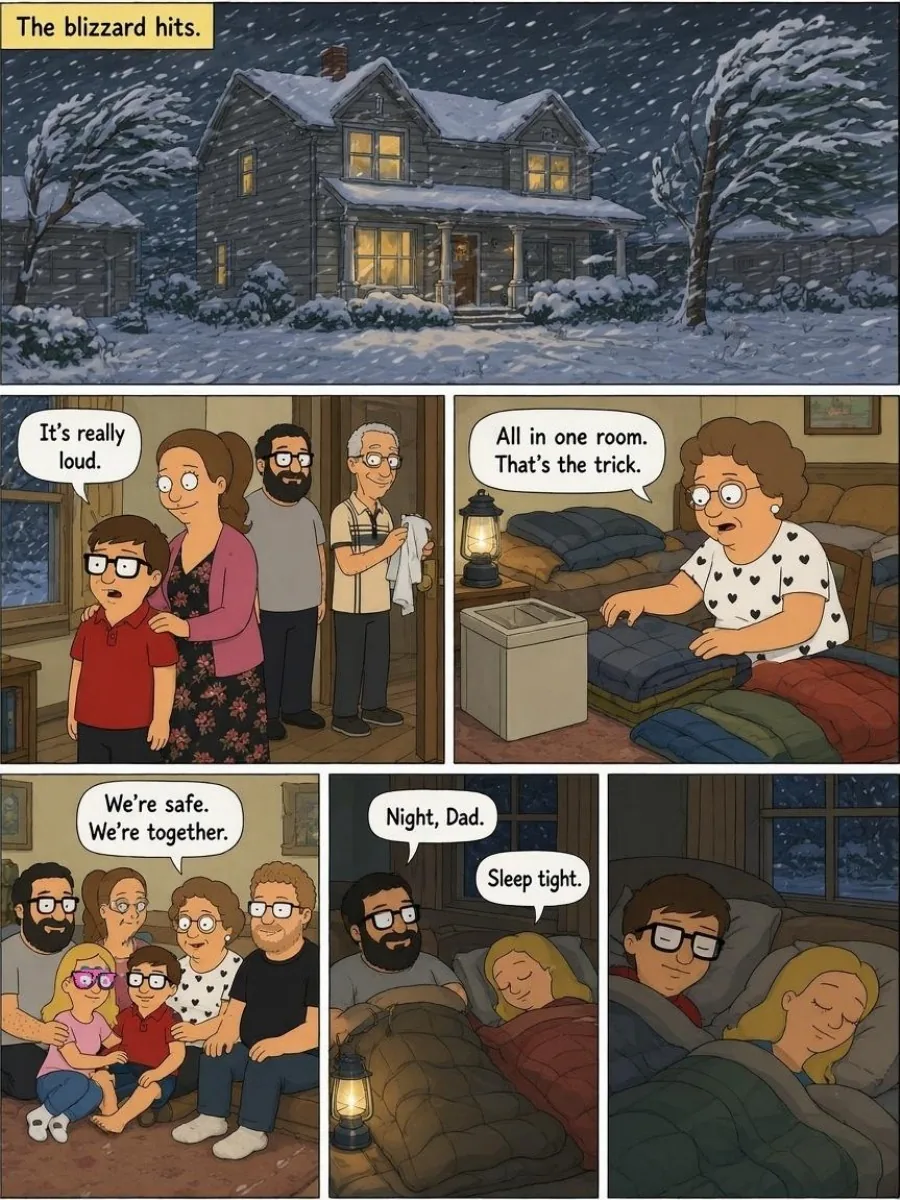 The blizzard hits.
It's really
loud.
All in one room.
That's the trick.
We're safe.
We're together.
Night, Dad.
Sleep tight.